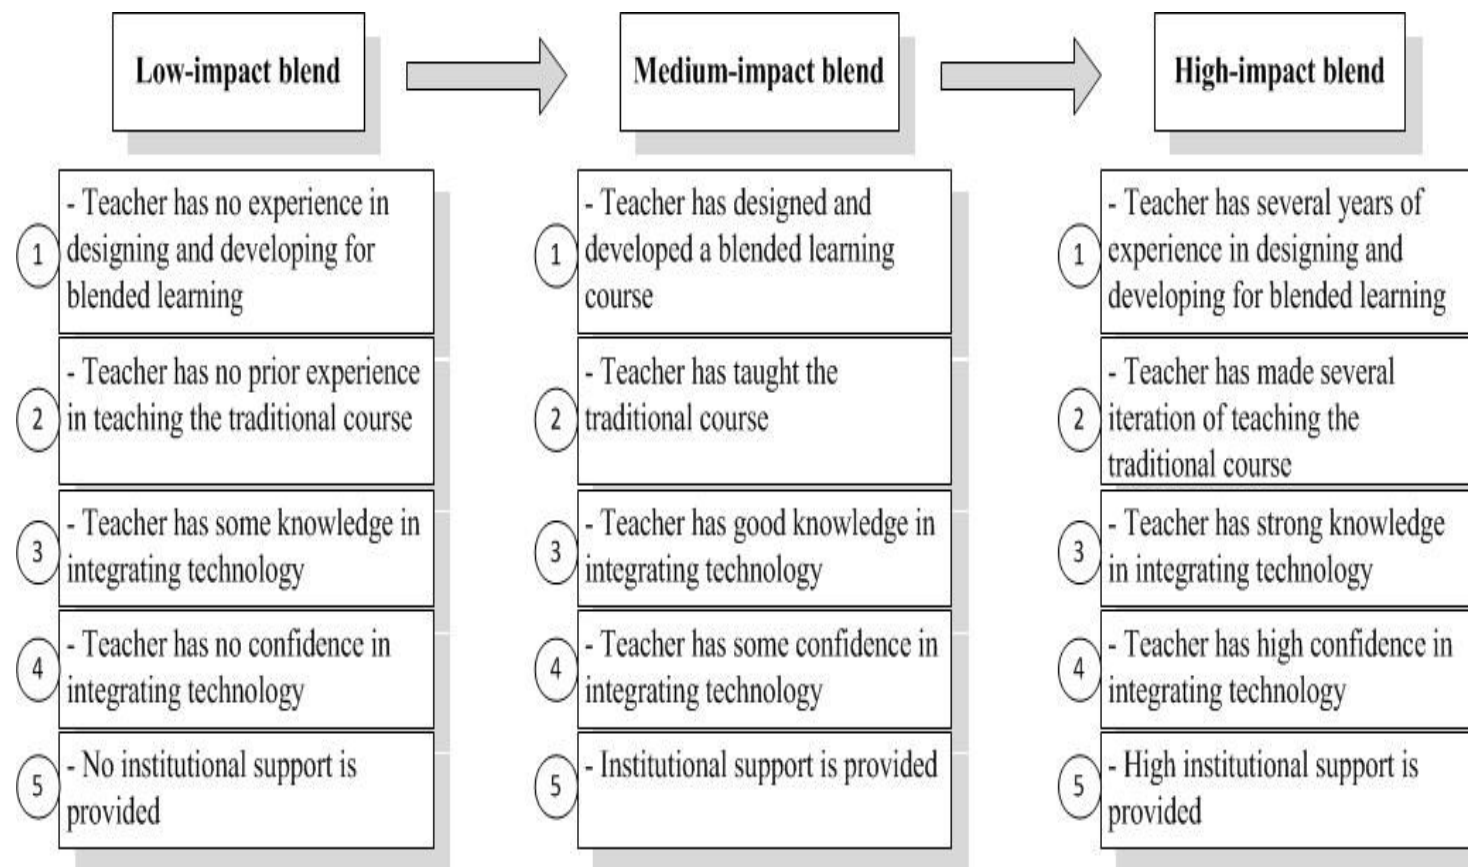 Low-impact blend
Medium-impact blend
High-impact blend
1
- Teacher has no experience in
designing and developing for
blended learning
2
- Teacher has no prior experience
in teaching the traditional course
3
- Teacher has some knowledge in
integrating technology
4
- Teacher has no confidence in
integrating technology
5
- No institutional support is
provided
1
- Teacher has designed and
developed a blended learning
course
2
- Teacher has taught the
traditional course
3
- Teacher has good knowledge in
integrating technology
4
- Teacher has some confidence in
integrating technology
5
- Institutional support is provided
1
- Teacher has several years of
experience in designing and
developing for blended learning
2
- Teacher has made several
iteration of teaching the
traditional course
3
- Teacher has strong knowledge
in integrating technology
4
- Teacher has high confidence in
integrating technology
5
- High institutional support is
provided